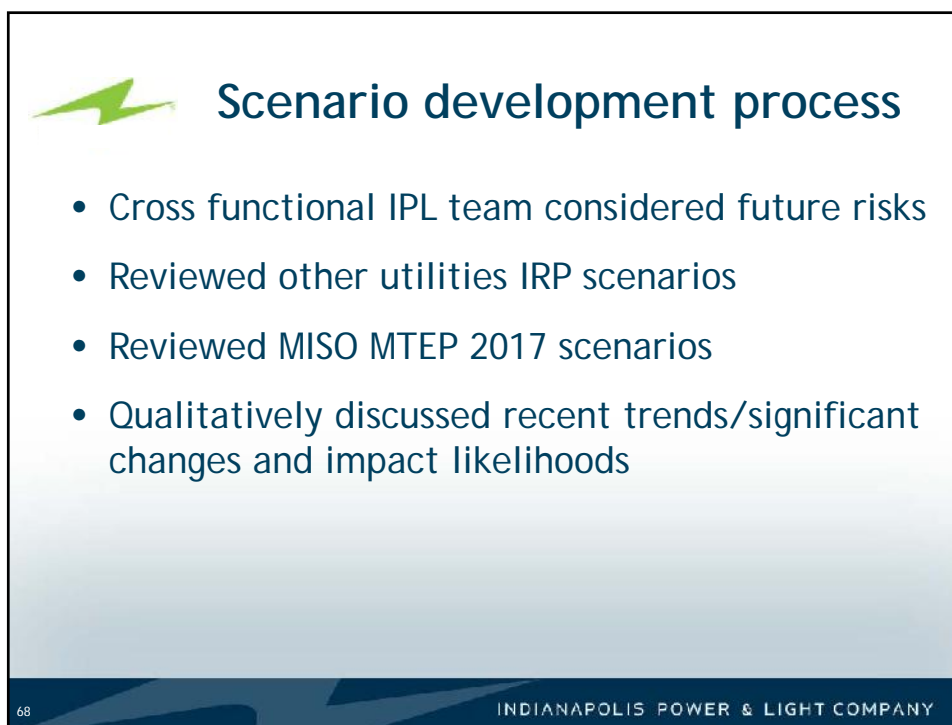 Scenario development process
• Cross functional IPL team considered future risks
• Reviewed other utilities IRP scenarios
• Reviewed MISO MTEP 2017 scenarios
• Qualitatively discussed recent trends/significant
changes and impact likelihoods
68
INDIANAPOLIS POWER & LIGHT COMPANY